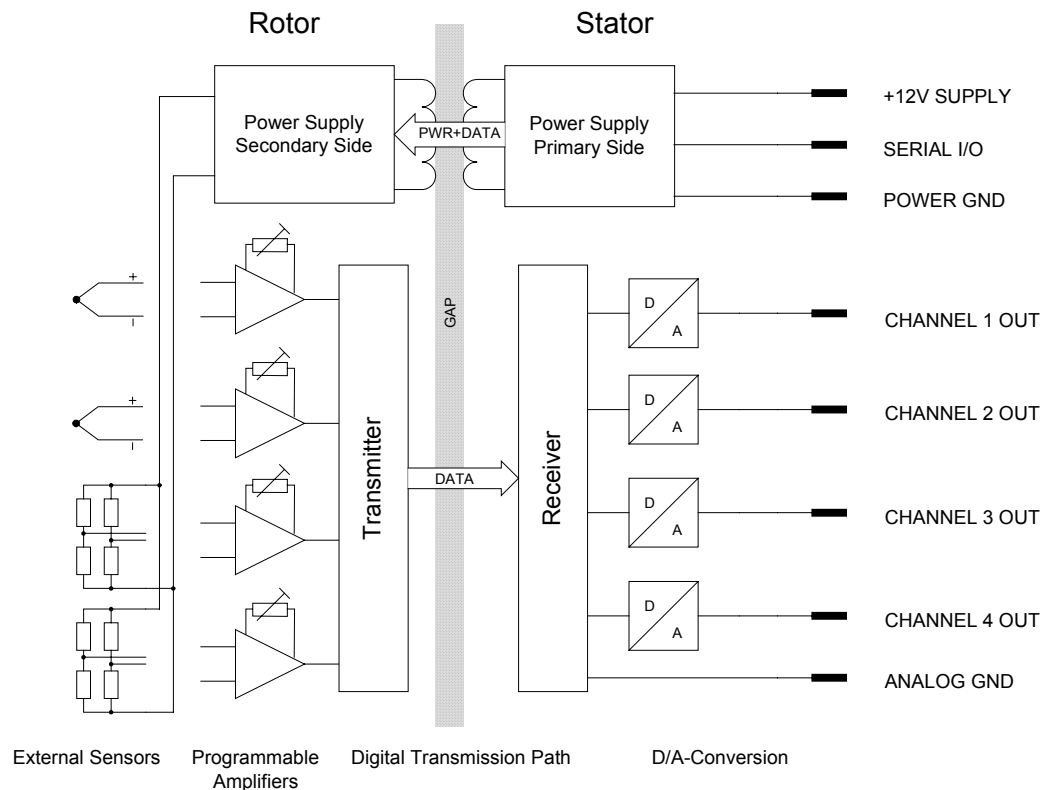 Rotor
Stator
Power Supply
Secondary Side
PWR+DATA
Power Supply
Primary Side
+12V SUPPLY
SERIAL I/O
POWER GND
+
–
+
–
GAP
Transmitter
DATA
Receiver
D
A
CHANNEL 1 OUT
D
A
CHANNEL 2 OUT
D
A
CHANNEL 3 OUT
D
A
CHANNEL 4 OUT
ANALOG GND
External Sensors
Programmable
Amplifiers
Digital Transmission Path
D/A-Conversion